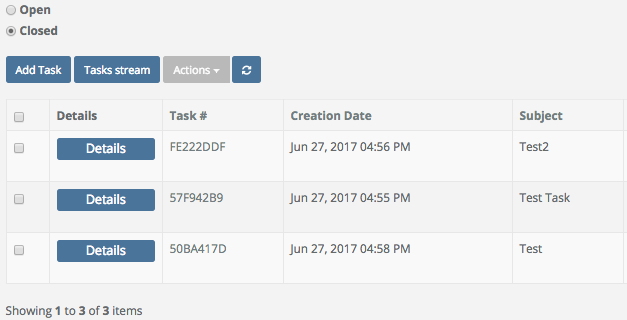 Open
Closed
Add Task Tasks stream Actions
Details Task # Creation Date Subject
Details FE222DDF Jun 27, 2017 04:56 PM Test2
Details 57F942B9 Jun 27, 2017 04:55 PM Test Task
Details 50BA417D Jun 27, 2017 04:58 PM Test
Showing 1 to 3 of 3 items